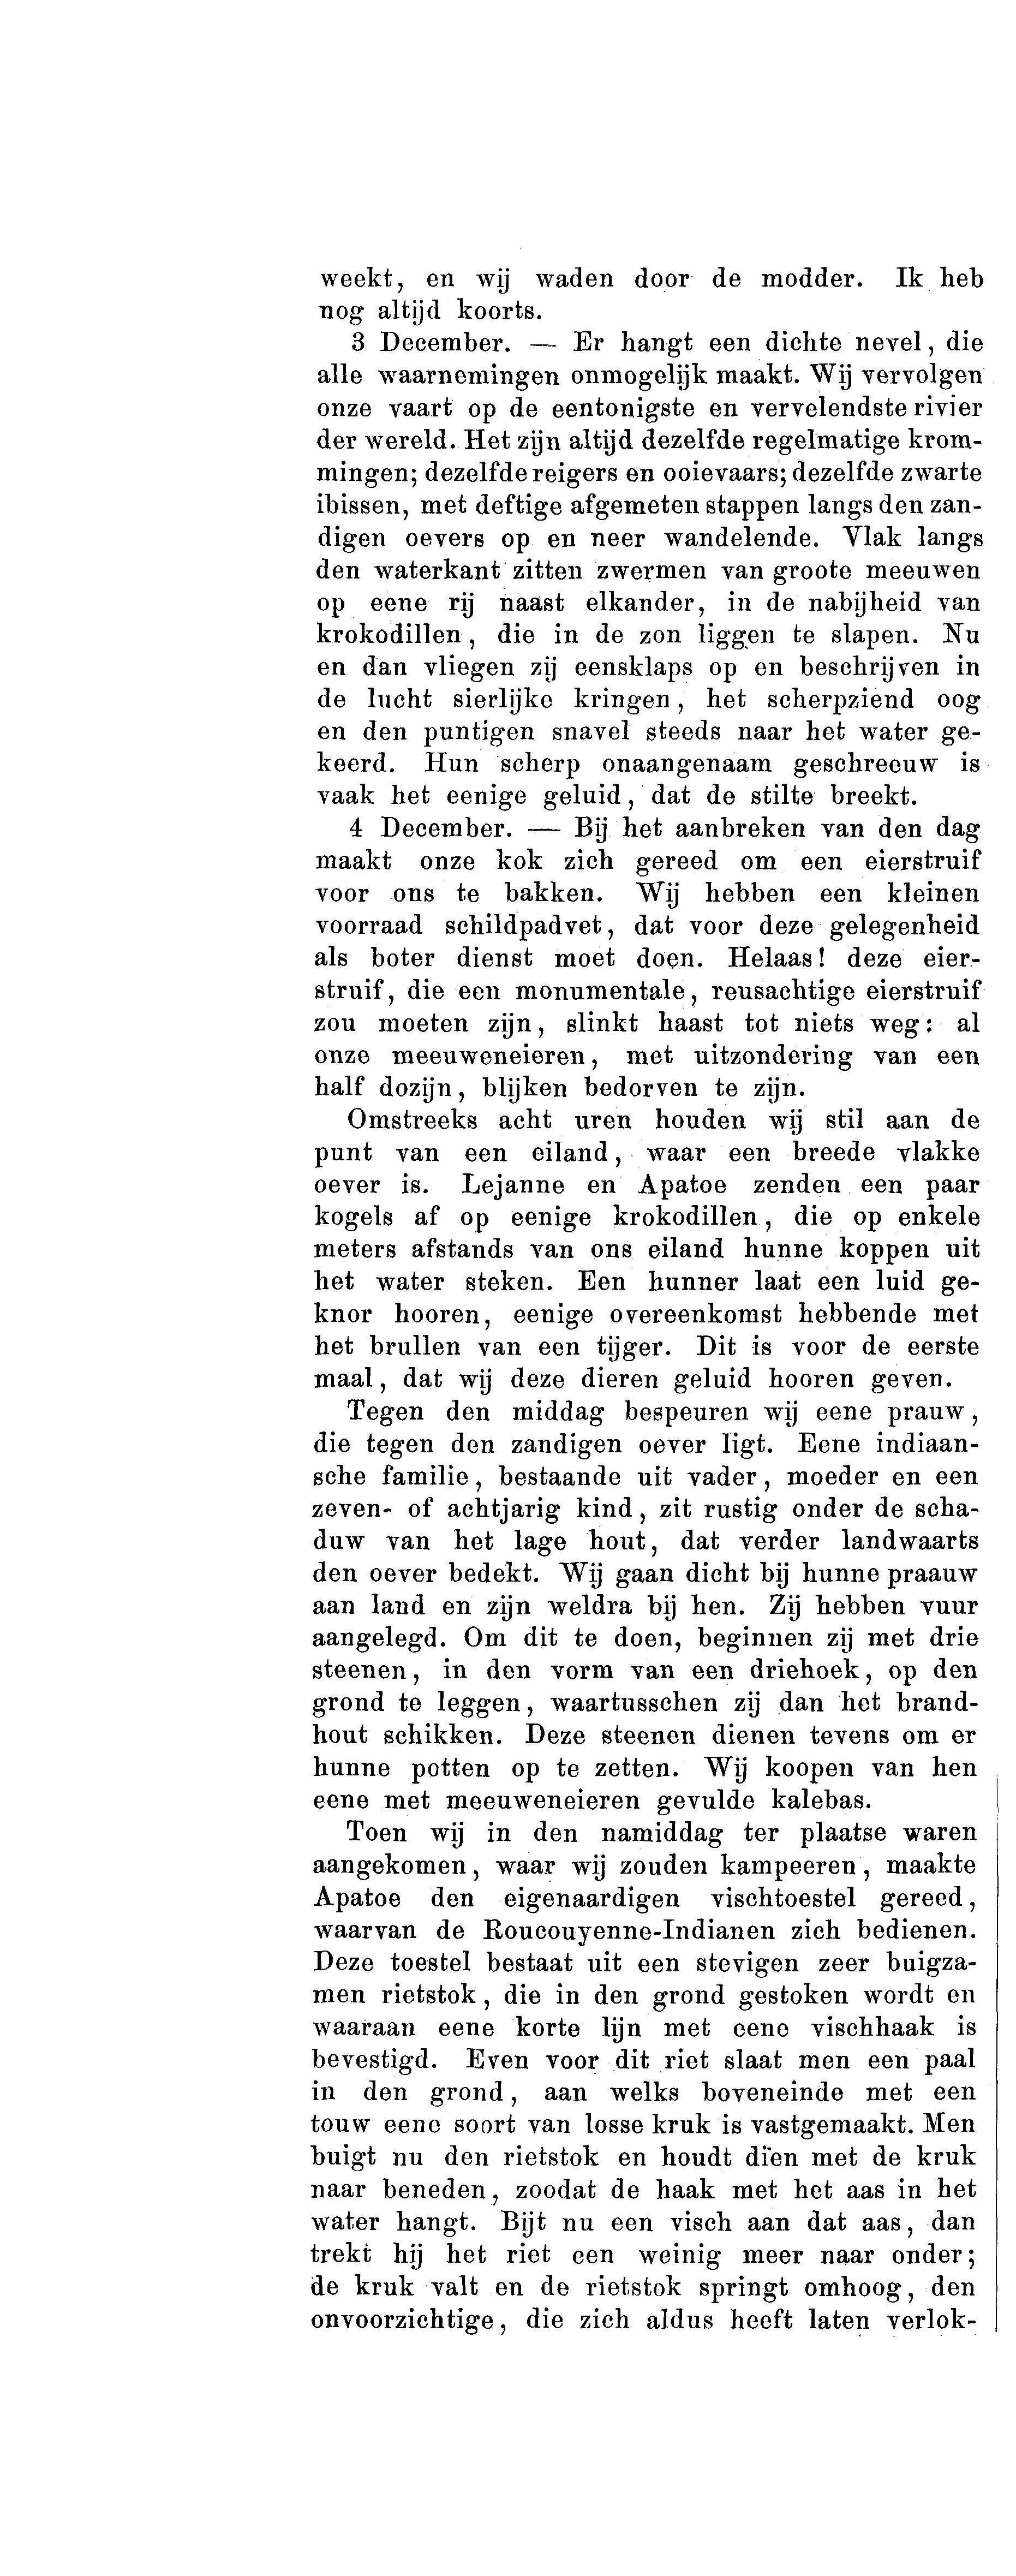 weekt, en wij waden door de modder. Ik heb
nog altijd koorts.
3 December. — Er hangt een dichte nevel, die
alle waarnemingen onmogelijk maakt. Wij vervolgen
onze vaart op de eentonigste en vervelendste rivier
der wereld. Het zijn altijd dezelfde regelmatige krom-
mingen; dezelfde reigers en ooievaars; dezelfde zwarte
ibissen, met deftige afgemeten stappen langs den zan-
digen oevers op en neer wandelende. Vlak langs
den waterkant zitten zwermen van groote meeuwen
op eene rij naast elkander, in de nabijheid van
krokodillen, die in de zon liggen te slapen. Nu
en dan vliegen zij eensklaps op en beschrijven in
de lucht sierlijke kringen, het scherpziend oog
en den puntigen snavel steeds naar het water ge-
keerd. Hun scherp onaangenaam geschreeuw is
vaak het eenige geluid, dat de stilte breekt.
4 December. — Bij het aanbreken van den dag
maakt onze kok zich gereed om een eierstruif
voor ons te bakken. Wij hebben een kleinen
voorraad schildpadvet, dat voor deze gelegenheid
als boter dienst moet doen. Helaas! deze eier-
struif, die een monumentale, reusachtige eierstruif
zou moeten zijn, slinkt haast tot niets weg: al
onze meeuweneieren, met uitzondering van een
half dozijn, blijken bedorven te zijn.
Omstreeks acht uren houden wij stil aan de
punt van een eiland, waar een breede vlakke
oever is. Lejanne en Apatoe zenden een paar
kogels af op eenige krokodillen, die op enkele
meters afstands van ons eiland hunne koppen uit
het water steken. Een hunner laat een luid ge-
knor hooren, eenige overeenkomst hebbende met
het brullen van een tijger. Dit is voor de eerste
maal, dat wij deze dieren geluid hooren geven.
Tegen den middag bespeuren wij eene prauw,
die tegen den zandigen oever ligt. Eene indiaan-
sche familie, bestaande uit vader, moeder en een
zeven- of achtjarig kind, zit rustig onder de scha-
duw van het lage hout, dat verder landwaarts
den oever bedekt. Wij gaan dicht bij hunne praauw
aan land en zijn weldra bij hen. Zij hebben vuur
aangelegd. Om dit te doen, beginnen zij met drie
steenen, in den vorm van een driehoek, op den
grond te leggen, waartusschen zij dan het brand-
hout schikken. Deze steenen dienen tevens om er
hunne potten op te zetten. Wij koopen van hen
eene met meeuweneieren gevulde kalebas.
Toen wij in den namiddag ter plaatse waren
aangekomen, waar wij zouden kampeeren, maakte
Apatoe den eigenaardigen vischtoestel gereed,
waarvan de Roucouyenne-Indianen zich bedienen.
Deze toestel bestaat uit een stevigen zeer buigza-
men rietstok, die in den grond gestoken wordt en
waaraan eene korte lijn met eene vischhaak is
bevestigd. Even voor dit riet slaat men een paal
in den grond, aan welks boveneinde met een
touw eene soort van losse kruk is vastgemaakt. Men
buigt nu den rietstok en houdt dien met de kruk
naar beneden, zoodat de haak met het aas in het
water hangt. Bijt nu een visch aan dat aas, dan
trekt hij het riet een weinig meer naar onder;
de kruk valt en de rietstok springt omhoog, den
onvoorzichtige, die zich aldus heeft laten verlok-